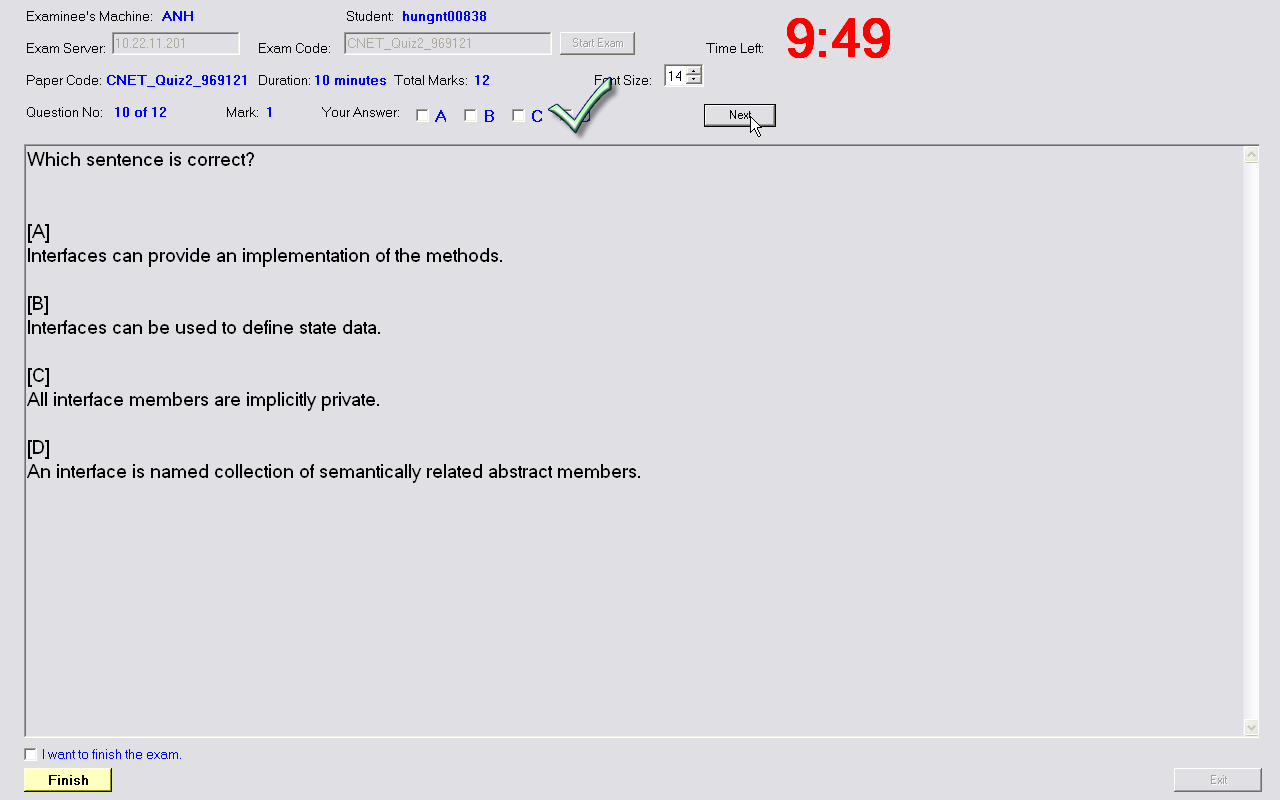 Examinee's Machine: ANH Student: hungnt00838
Exam Server: 10.22.11.201 Exam Code: CNET_Quiz2_969121 Start Exam Time Left: 9:49
Paper Code: CNET_Quiz2_969121 Duration: 10 minutes Total Marks: 12 Font Size: 14
Question No: 10 of 12 Mark: 1 Your Answer: A B C Next
Which sentence is correct?
[A]
Interfaces can provide an implementation of the methods.
[B]
Interfaces can be used to define state data.
[C]
All interface members are implicitly private.
[D]
An interface is named collection of semantically related abstract members.
I want to finish the exam.
Finish Exit